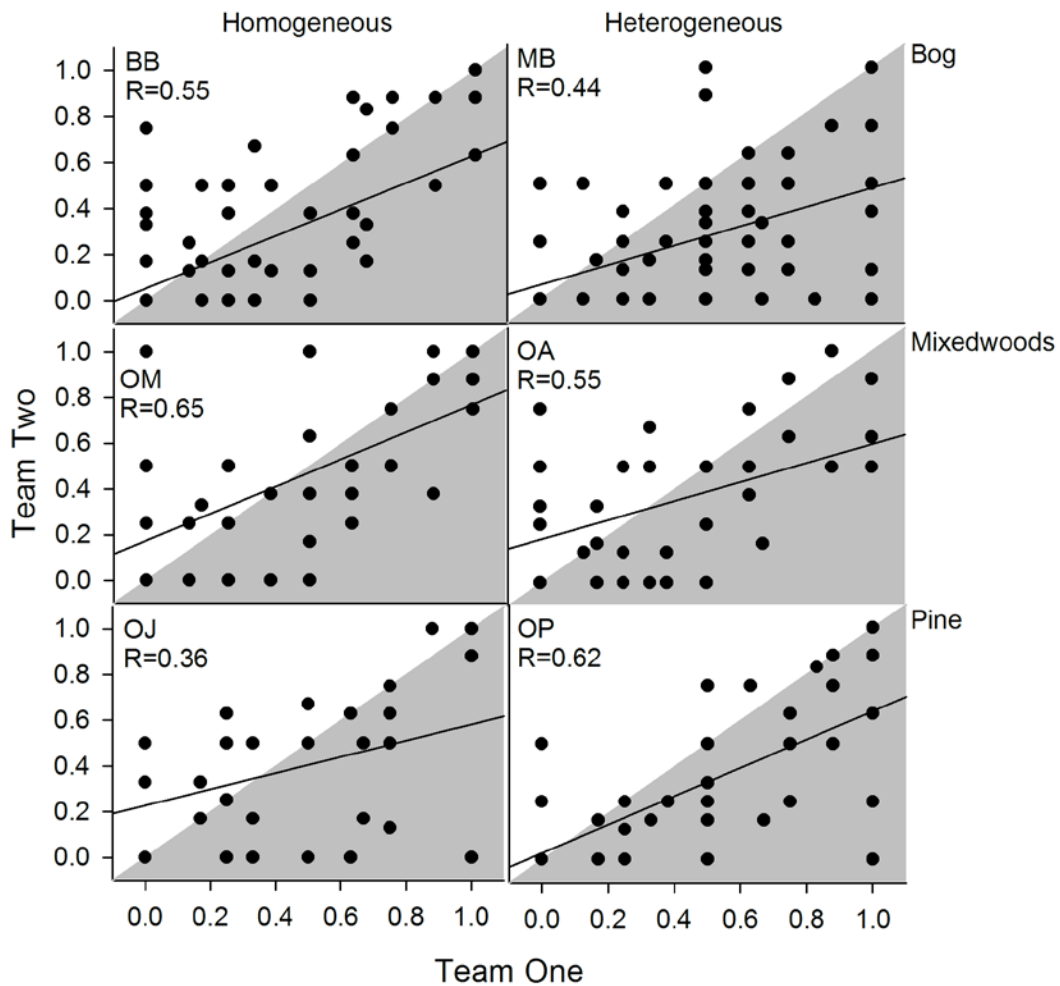 Homogeneous
Heterogeneous
BB
R=0.55
MB
R=0.44
Bog
1.0
0.8
0.6
0.4
0.2
0.0
OM
R=0.65
OA
R=0.55
Mixedwoods
1.0
0.8
0.6
0.4
0.2
0.0
Team Two
OJ
R=0.36
OP
R=0.62
Pine
1.0
0.8
0.6
0.4
0.2
0.0
0.0 0.2 0.4 0.6 0.8 1.0
0.0 0.2 0.4 0.6 0.8 1.0
Team One